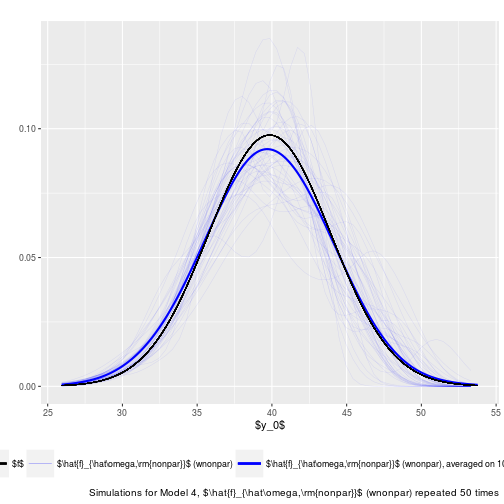 0.10
0.05
0.00
25 30 35 40 45 50 55
$y_0$
$f$ $\hat{f}_{\hat\omega,\rm{nonpar}}$ (wnonpar) $\hat{f}_{\hat\omega,\rm{nonpar}}$ (wnonpar), averaged on 10
Simulations for Model 4, $\hat{f}_{\hat\omega,\rm{nonpar}}$ (wnonpar) repeated 50 times